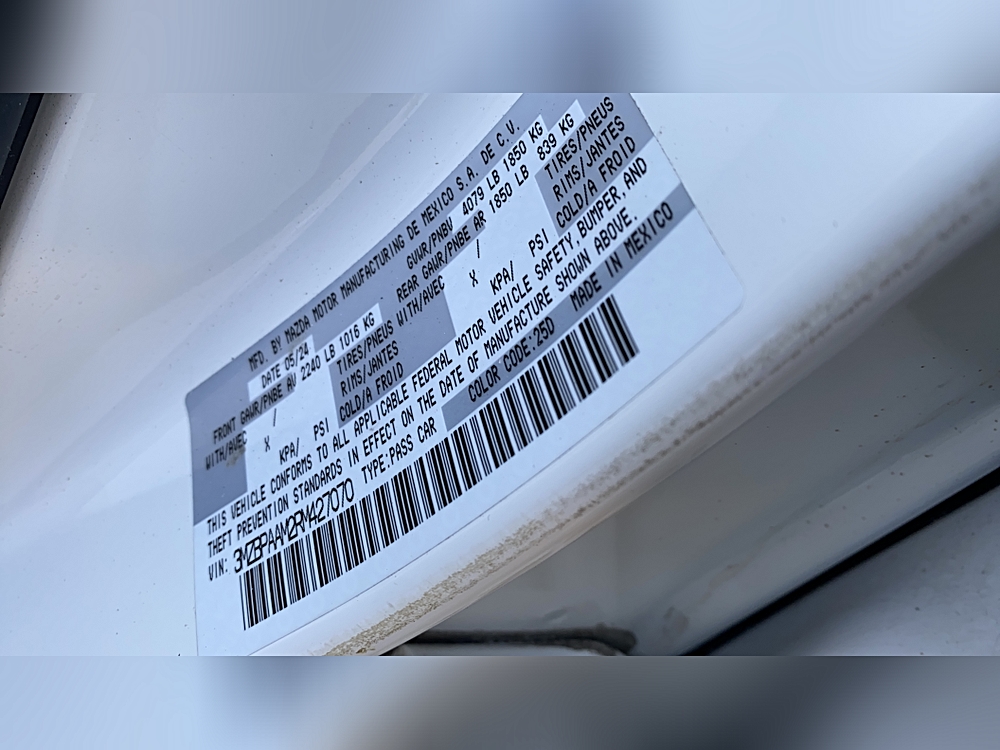 MFD. BY MAZDA MOTOR MANUFACTURING DE MEXICO S.A. DE C.V.
DATE 05/24 GVWR/PNBV 4079 LB 1850 KG
FRONT GAWR/PNBE AV 2240 LB 1016 KG REAR GAWR/PNBE AR 1850 LB 839 KG
WITH/AVEC / TIRES/PNEUS WITH/AVEC / TIRES/PNEUS
X RIMS/JANTES X RIMS/JANTES
KPA/ PSI COLD/A FROID KPA/ PSI COLD/A FROID
THIS VEHICLE CONFORMS TO ALL APPLICABLE FEDERAL MOTOR VEHICLE SAFETY, BUMPER, AND
THEFT PREVENTION STANDARDS IN EFFECT ON THE DATE OF MANUFACTURE SHOWN ABOVE.
VIN: 3MZBPAAM2RM427070 TYPE:PASS CAR COLOR CODE:25D MADE IN MEXICO